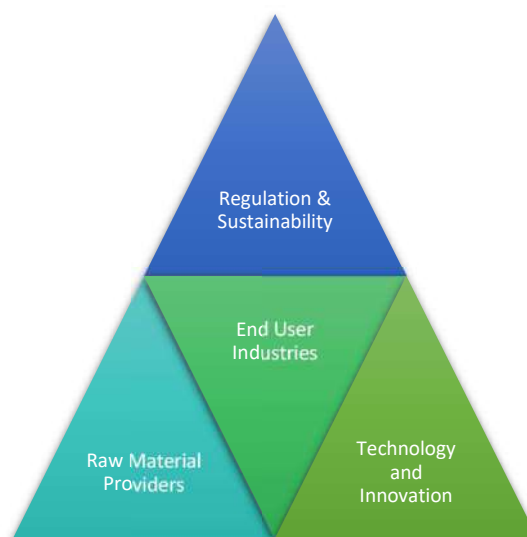 Regulation &
Sustainability
End User
Industries
Raw Material
Providers
Technology
and
Innovation